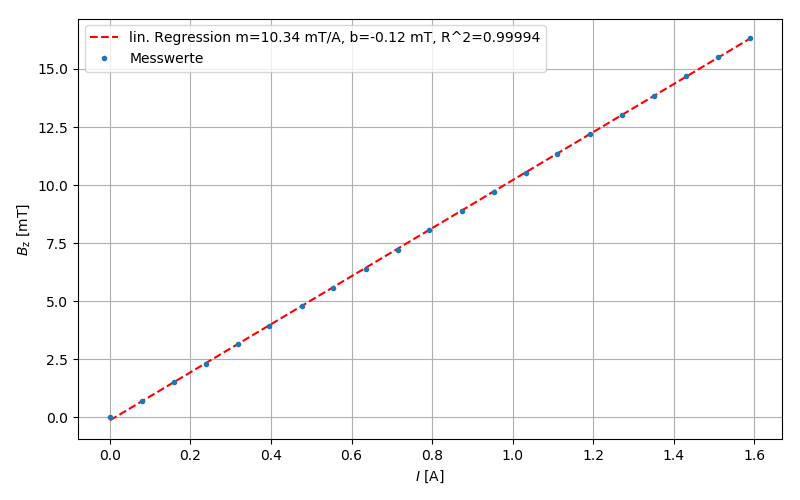 lin. Regression m=10.34 mT/A, b=-0.12 mT, R^2=0.99994
Messwerte
15.0
12.5
10.0
7.5
5.0
2.5
0.0
B_z [mT]
0.0 0.2 0.4 0.6 0.8 1.0 1.2 1.4 1.6
I [A]